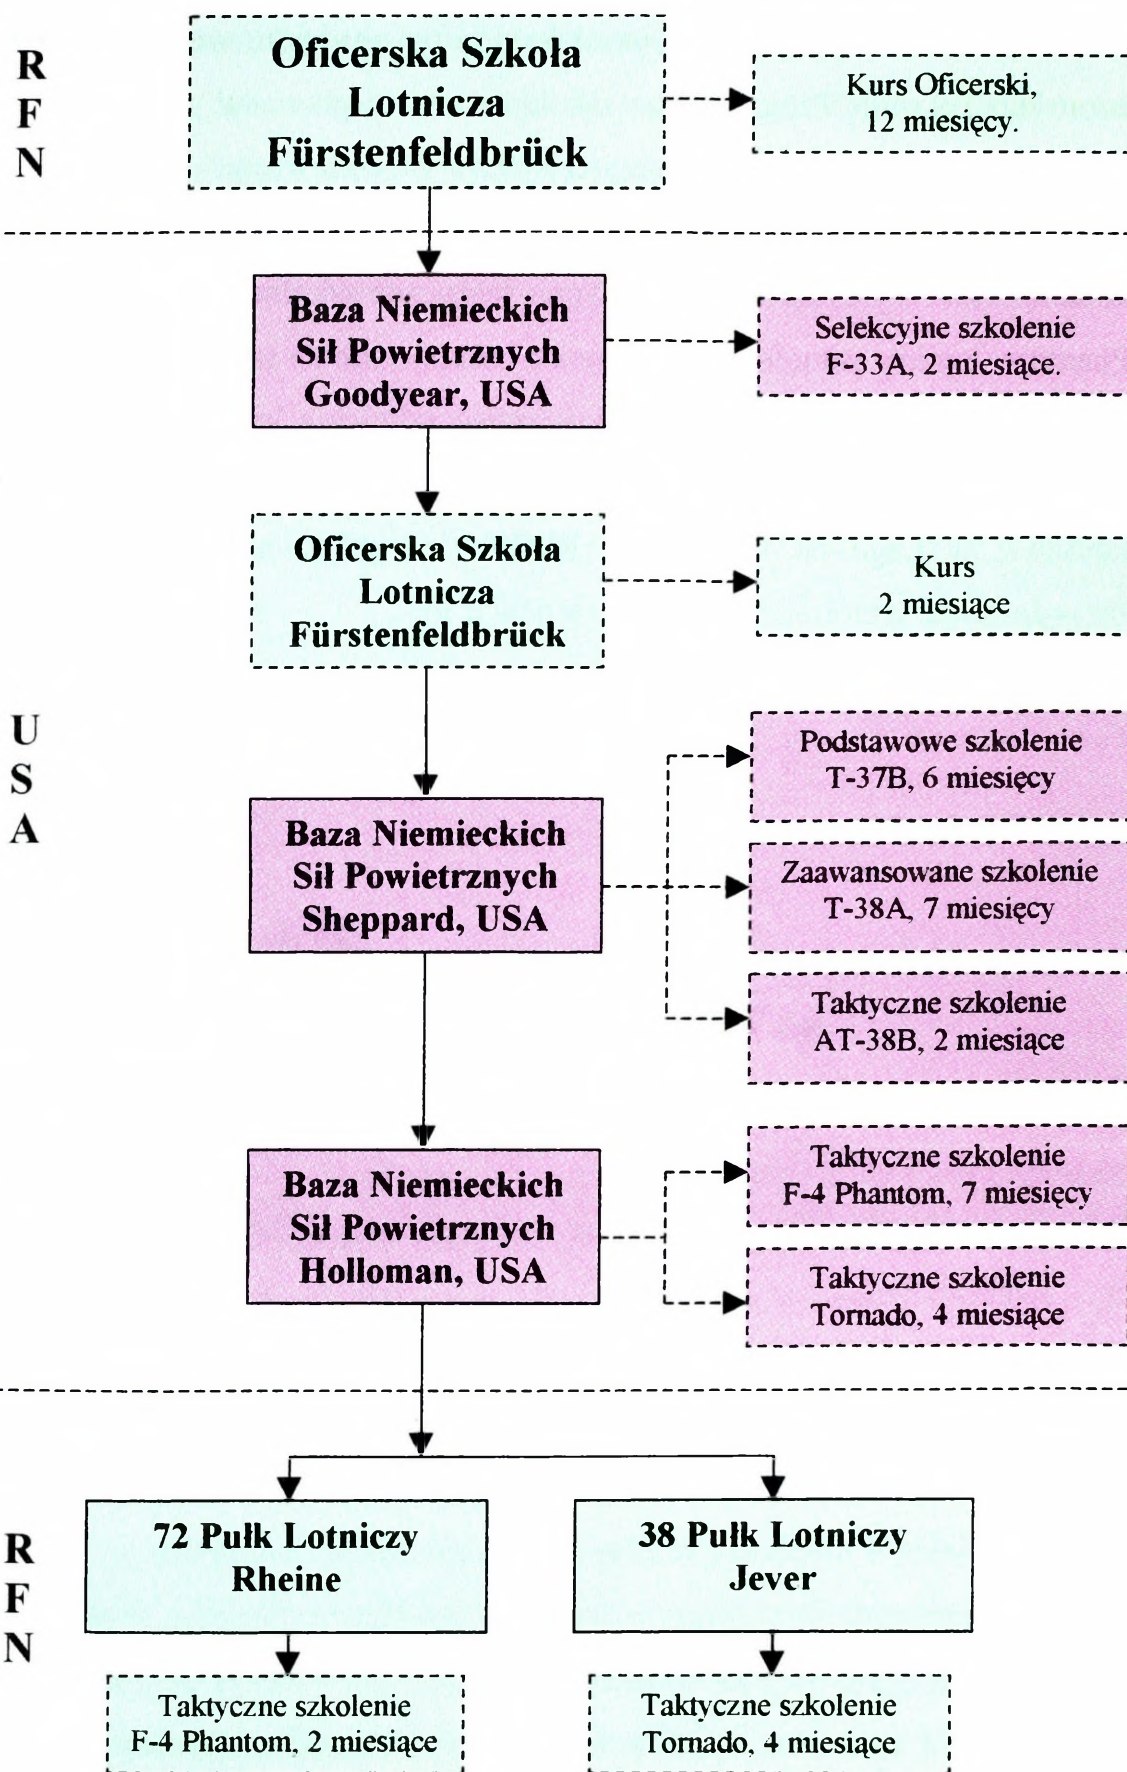 R
F
N
Oficerska Szkoła
Lotnicza
Fürstenfeldbrück
Kurs Oficerski,
12 miesięcy.
Baza Niemieckich
Sił Powietrznych
Goodyear, USA
Selekcyjne szkolenie
F-33A, 2 miesiące.
Oficerska Szkoła
Lotnicza
Fürstenfeldbrück
Kurs
2 miesiące
U
S
A
Baza Niemieckich
Sił Powietrznych
Sheppard, USA
Podstawowe szkolenie
T-37B, 6 miesięcy
Zaawansowane szkolenie
T-38A, 7 miesięcy
Taktyczne szkolenie
AT-38B, 2 miesiące
Baza Niemieckich
Sił Powietrznych
Holloman, USA
Taktyczne szkolenie
F-4 Phantom, 7 miesięcy
Taktyczne szkolenie
Tornado, 4 miesiące
R
F
N
72 Pułk Lotniczy
Rheine
38 Pułk Lotniczy
Jever
Taktyczne szkolenie
F-4 Phantom, 2 miesiące
Taktyczne szkolenie
Tornado, 4 miesiące